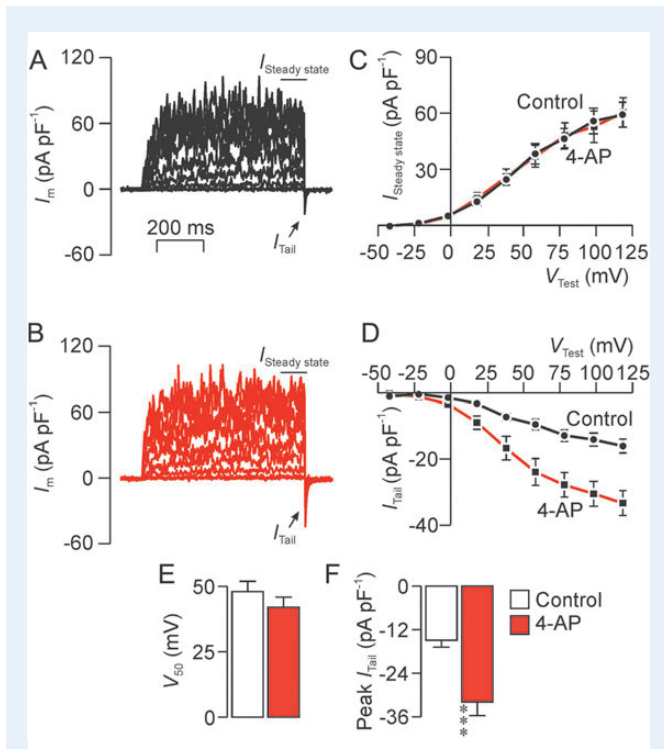 A
120
60
0
-60
I_m (pA pF⁻¹)
I_Steady state
200 ms
I_Tail
C
90
60
30
I_Steady state (pA pF⁻¹)
Control
4-AP
-50 -25 0 25 50 75 100 125
V_Test (mV)
B
120
60
0
-60
I_m (pA pF⁻¹)
I_Steady state
I_Tail
D
V_Test (mV)
-50 -25 0 25 50 75 100 125
-20
-40
I_Tail (pA pF⁻¹)
Control
4-AP
E
50
25
0
V₅₀ (mV)
F
0
-12
-24
-36
Peak I_Tail (pA pF⁻¹)
***
Control
4-AP